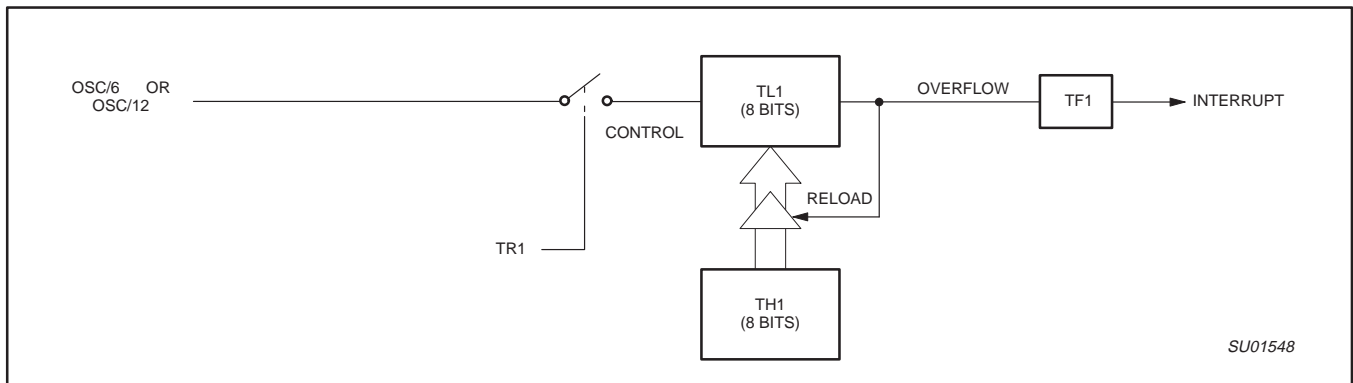 OSC/6 OR
OSC/12
TL1
(8 BITS)
OVERFLOW
TF1
INTERRUPT
CONTROL
RELOAD
TR1
TH1
(8 BITS)
SU01548